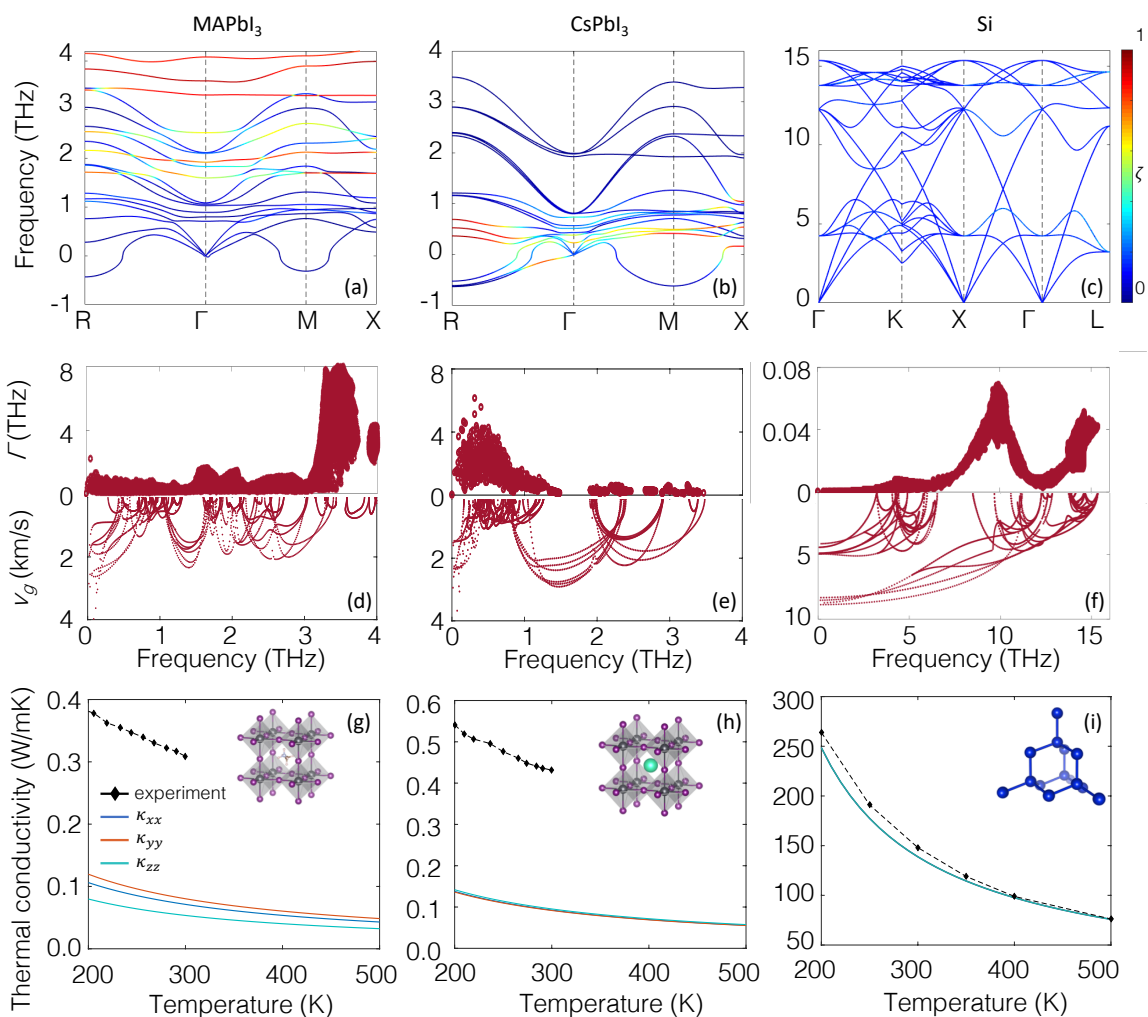 MAPbI₃ CsPbI₃ Si
Frequency (THz)
4
3
2
1
0
-1
R Γ M X
(a)
4
3
2
1
0
-1
R Γ M X
(b)
15
10
5
0
Γ K X Γ L
(c)
1
ζ
0
Γ (THz)
8
4
0
v_g (km/s)
2
4
0 1 2 3 4
Frequency (THz)
(d)
8
4
0
2
4
0 1 2 3 4
Frequency (THz)
(e)
0.08
0.04
0
5
10
0 5 10 15
Frequency (THz)
(f)
Thermal conductivity (W/mK)
0.4
0.3
0.2
0.1
0.0
(g)
experiment
κxx
κyy
κzz
200 300 400 500
Temperature (K)
0.6
0.5
0.4
0.3
0.2
0.1
0.0
(h)
200 300 400 500
Temperature (K)
300
250
200
150
100
50
(i)
200 300 400 500
Temperature (K)